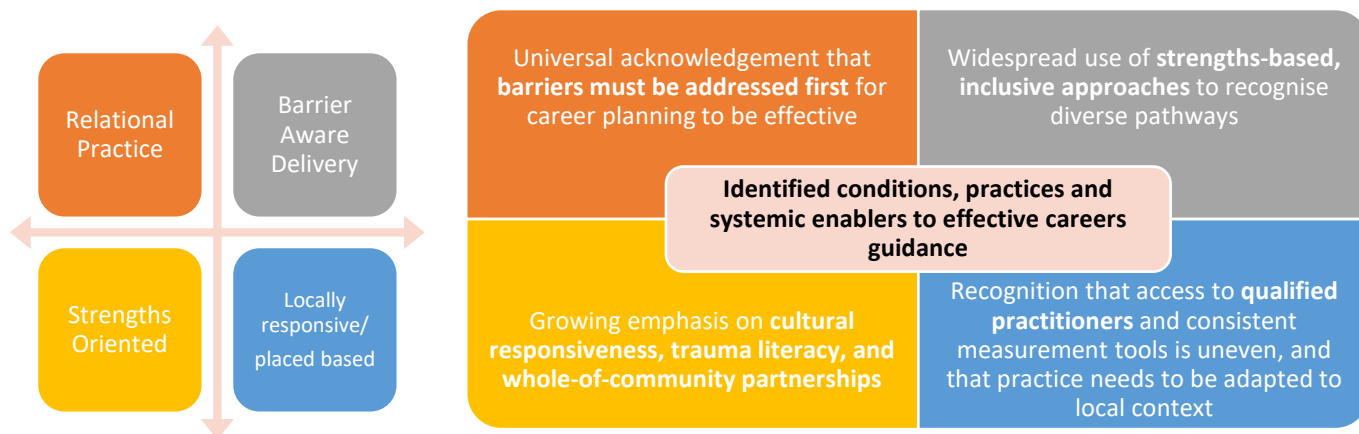 Relational
Practice
Barrier
Aware
Delivery
Strengths
Oriented
Locally
responsive/
placed based
Universal acknowledgement that
barriers must be addressed first for
career planning to be effective
Widespread use of strengths-based,
inclusive approaches to recognise
diverse pathways
Identified conditions, practices and
systemic enablers to effective careers
guidance
Growing emphasis on cultural
responsiveness, trauma literacy, and
whole-of-community partnerships
Recognition that access to qualified
practitioners and consistent
measurement tools is uneven, and
that practice needs to be adapted to
local context